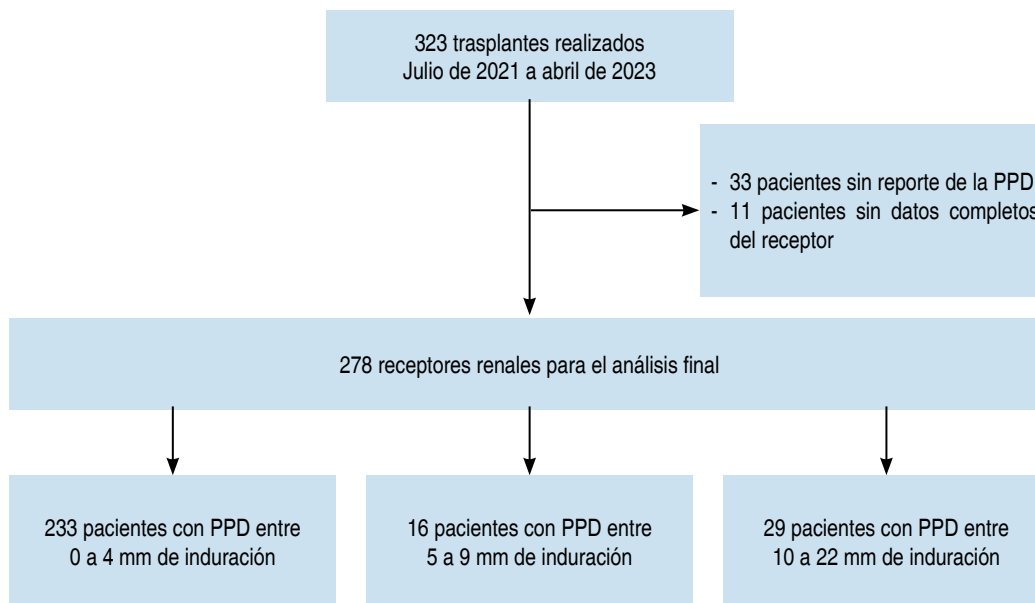 323 trasplantes realizados
Julio de 2021 a abril de 2023
- 33 pacientes sin reporte de la PPD
- 11 pacientes sin datos completos
del receptor
278 receptores renales para el análisis final
233 pacientes con PPD entre
0 a 4 mm de induración
16 pacientes con PPD entre
5 a 9 mm de induración
29 pacientes con PPD entre
10 a 22 mm de induración